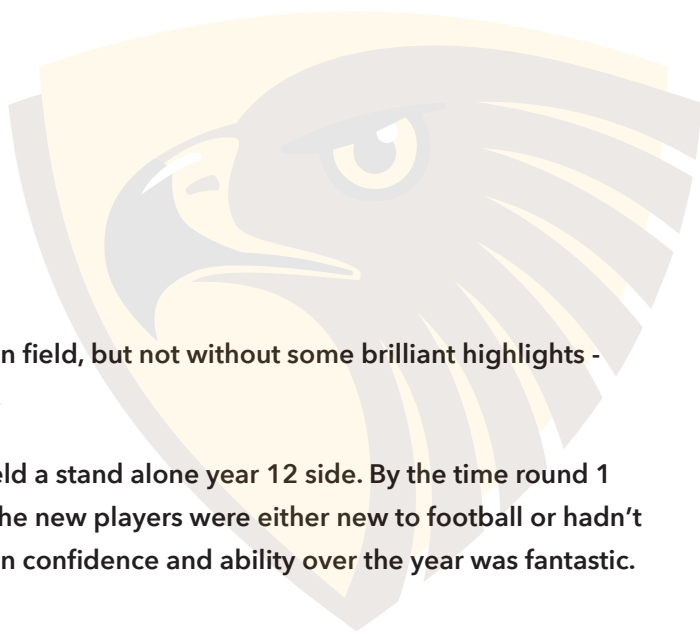 n field, but not without some brilliant highlights -
eld a stand alone year 12 side. By the time round 1
he new players were either new to football or hadn’t
n confidence and ability over the year was fantastic.